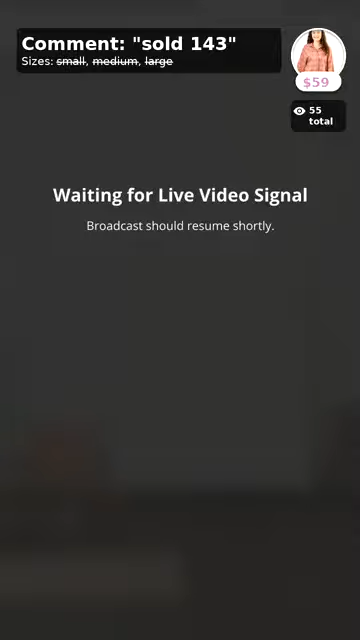 Comment: "sold 143"
Sizes: small, medium, large
$59
55
total
Waiting for Live Video Signal
Broadcast should resume shortly.